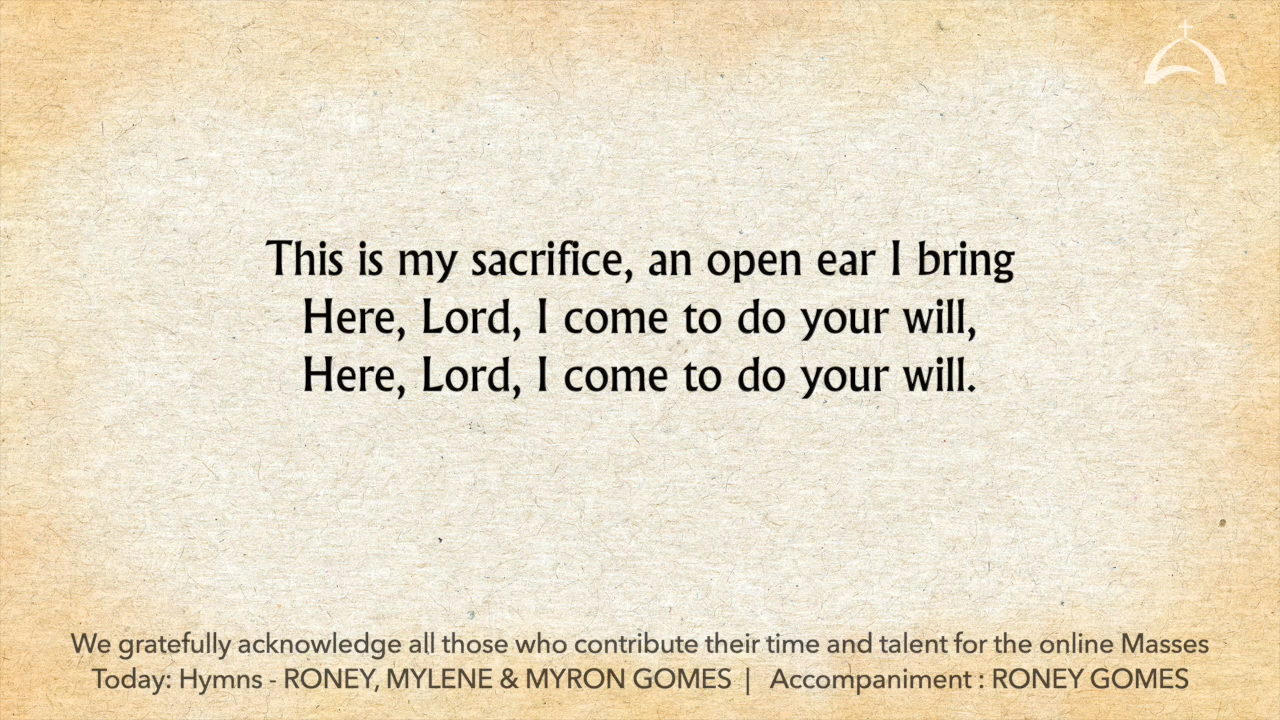 This is my sacrifice, an open ear I bring
Here, Lord, I come to do your will,
Here, Lord, I come to do your will.
We gratefully acknowledge all those who contribute their time and talent for the online Masses
Today: Hymns - RONEY, MYLENE & MYRON GOMES | Accompaniment : RONEY GOMES